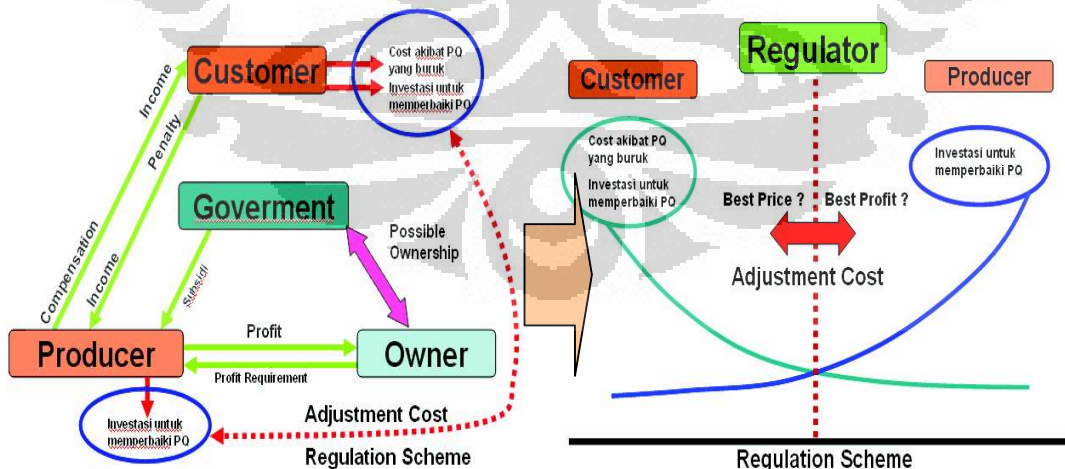 Customer
Cost akibat PQ
yang buruk
Investasi untuk
memperbaiki PQ
Income
Penalty
Compensation
Income
Goverment
Subsidi
Possible
Ownership
Producer
Profit
Profit Requirement
Owner
Investasi untuk
memperbaiki PQ
Adjustment Cost
Regulation Scheme
Regulator
Customer
Producer
Cost akibat PQ
yang buruk
Investasi untuk
memperbaiki PQ
Investasi untuk
memperbaiki PQ
Best Price ?
Best Profit ?
Adjustment Cost
Regulation Scheme